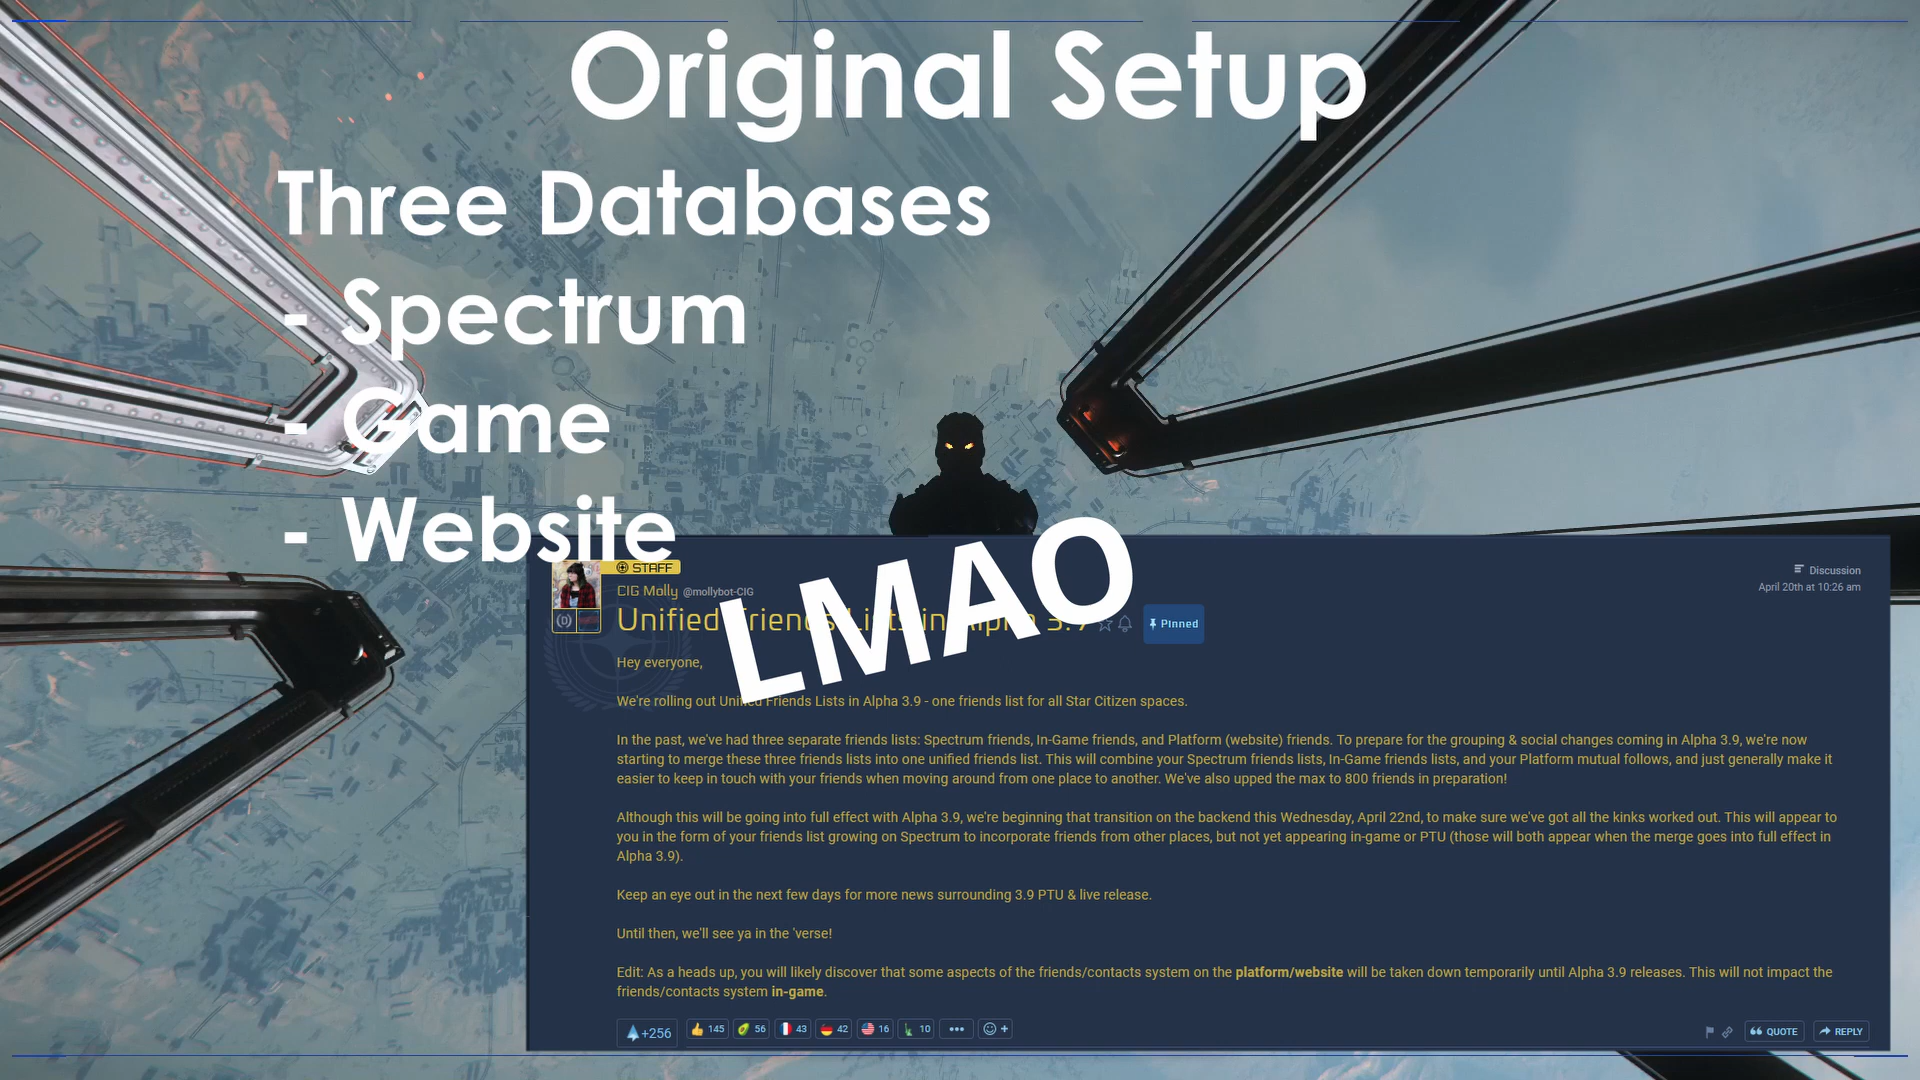 Original Setup
Three Databases
- Spectrum
- Game
- Website
LMAO
STAFF
CIG Molly @mollybot-CIG
Discussion
April 20th at 10:26 am
Unified Friends Lists in Alpha 3.9
Pinned
Hey everyone,
We're rolling out Unified Friends Lists in Alpha 3.9 - one friends list for all Star Citizen spaces.
In the past, we've had three separate friends lists: Spectrum friends, In-Game friends, and Platform (website) friends. To prepare for the grouping & social changes coming in Alpha 3.9, we're now
starting to merge these three friends lists into one unified friends list. This will combine your Spectrum friends lists, In-Game friends lists, and your Platform mutual follows, and just generally make it
easier to keep in touch with your friends when moving around from one place to another. We've also upped the max to 800 friends in preparation!
Although this will be going into full effect with Alpha 3.9, we're beginning that transition on the backend this Wednesday, April 22nd, to make sure we've got all the kinks worked out. This will appear to
you in the form of your friends list growing on Spectrum to incorporate friends from other places, but not yet appearing in-game or PTU (those will both appear when the merge goes into full effect in
Alpha 3.9).
Keep an eye out in the next few days for more news surrounding 3.9 PTU & live release.
Until then, we'll see ya in the 'verse!
Edit: As a heads up, you will likely discover that some aspects of the friends/contacts system on the platform/website will be taken down temporarily until Alpha 3.9 releases. This will not impact the
friends/contacts system in-game.
+256 145 56 43 42 16 10 ••• +
QUOTE REPLY